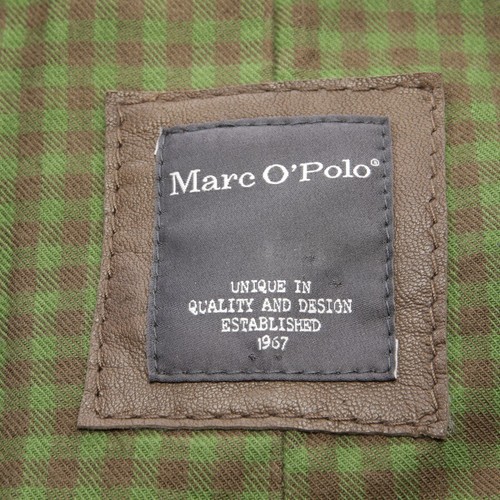 Marc O'Polo®
UNIQUE IN
QUALITY AND DESIGN
ESTABLISHED
1967